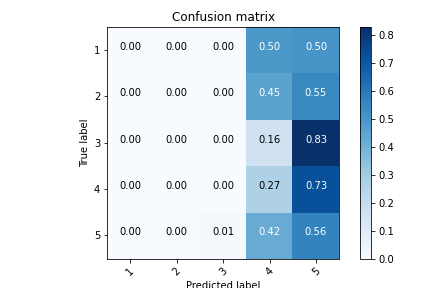 Confusion matrix
1 0.00 0.00 0.00 0.50 0.50
2 0.00 0.00 0.00 0.45 0.55
3 0.00 0.00 0.00 0.16 0.83
4 0.00 0.00 0.00 0.27 0.73
5 0.00 0.00 0.01 0.42 0.56
1 2 3 4 5
True label
Predicted label
0.8
0.7
0.6
0.5
0.4
0.3
0.2
0.1
0.0